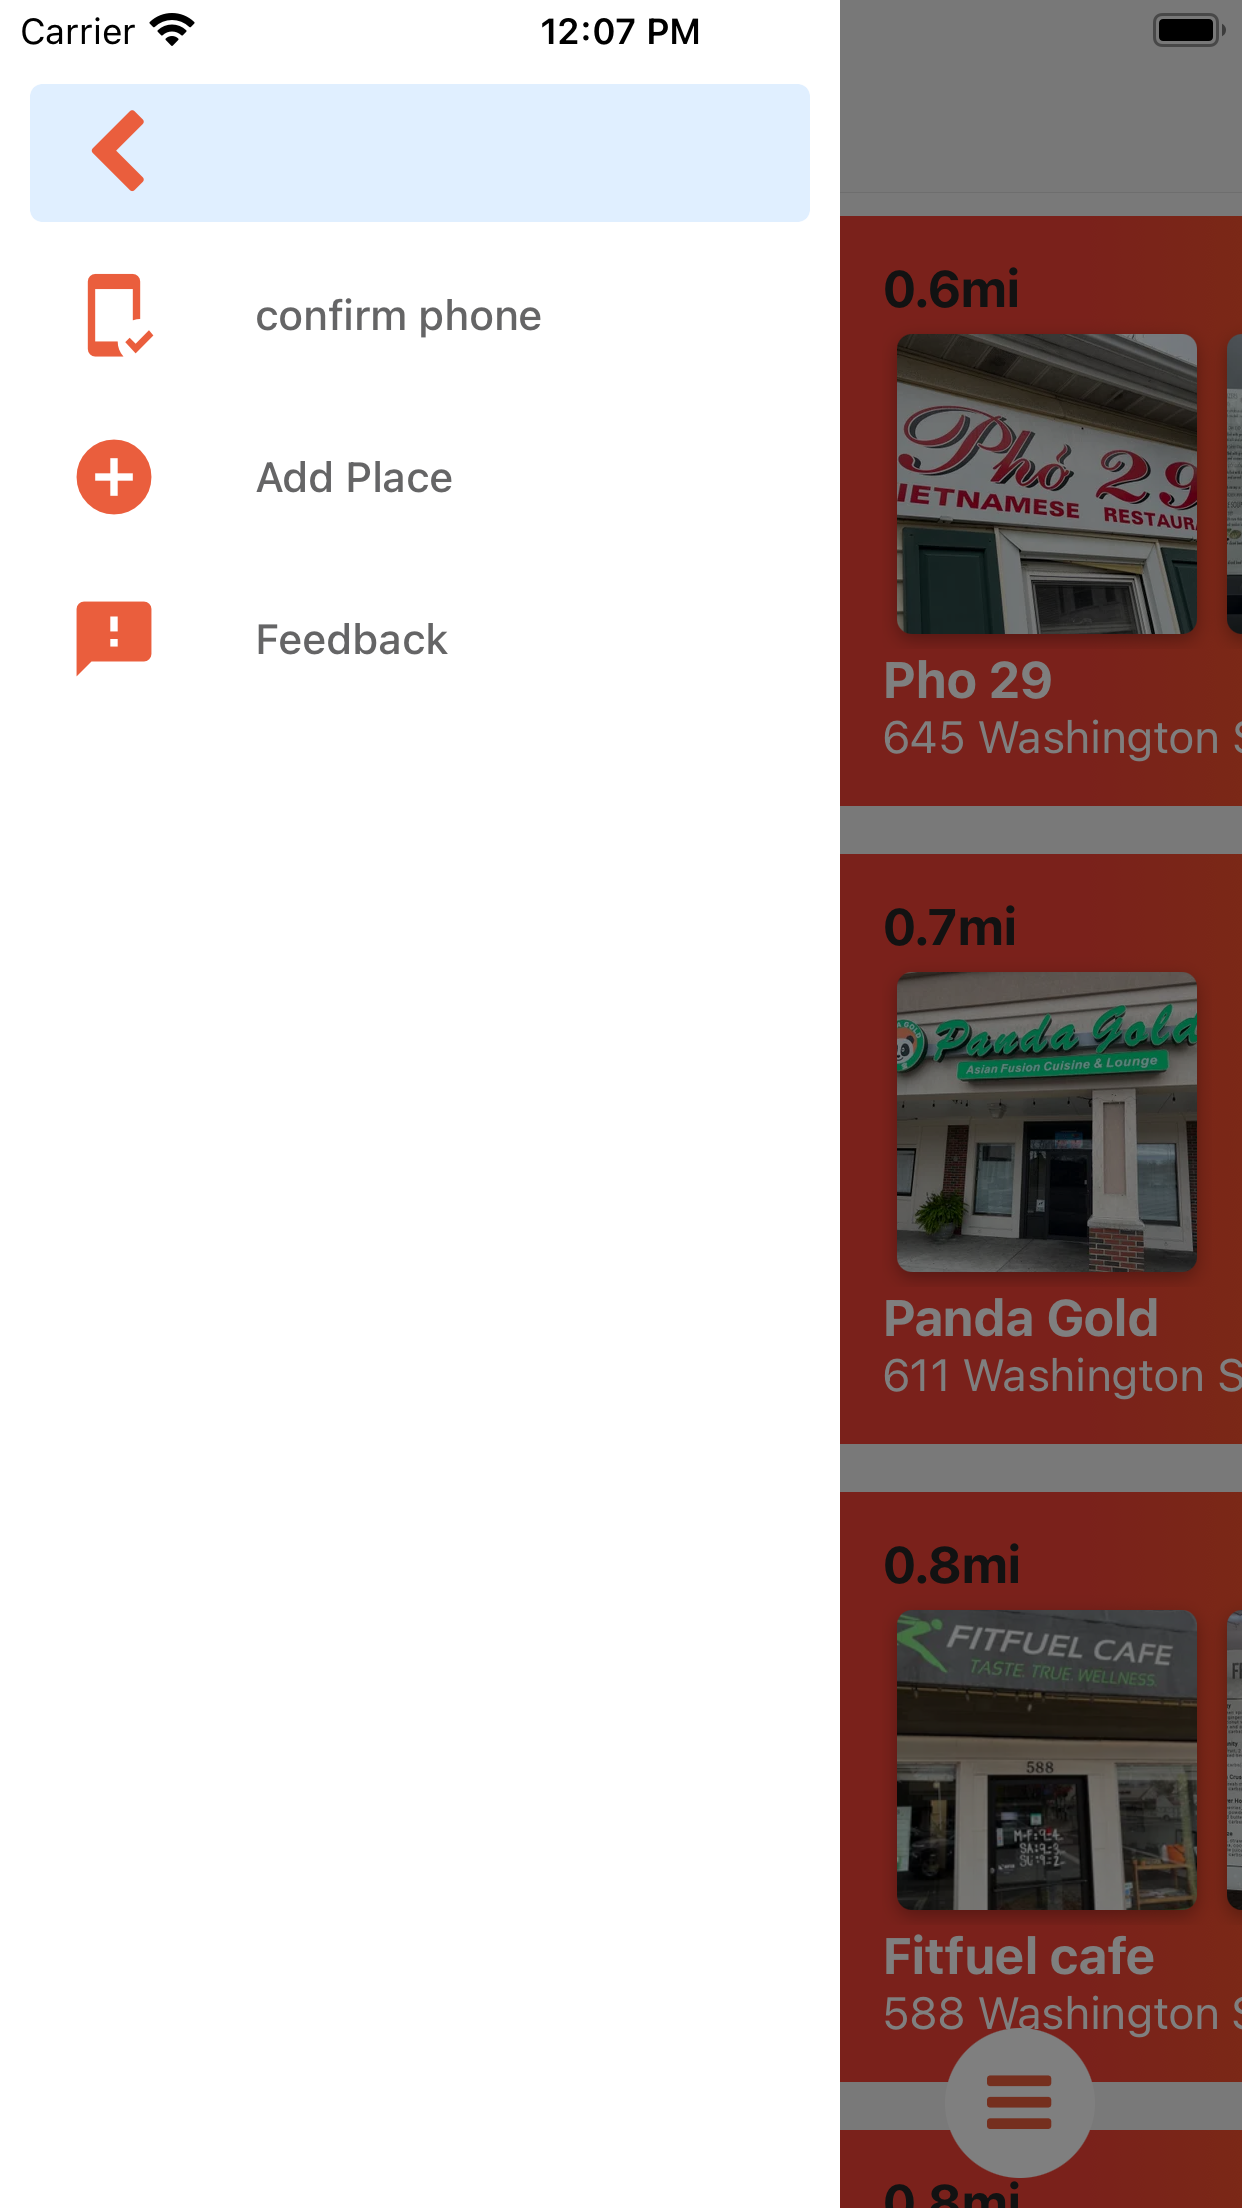 Carrier
12:07 PM
confirm phone
Add Place
Feedback
0.6mi
Phở 29
IETNAMESE RESTAUR
Pho 29
645 Washington S
0.7mi
Panda Gold
Asian Fusion Cuisine & Lounge
Panda Gold
611 Washington S
0.8mi
FITFUEL CAFE
TASTE. TRUE. WELLNESS.
588
M-F: 9-4
SA: 9-3
SU: 9-2
Fitfuel cafe
588 Washington S
0.8mi